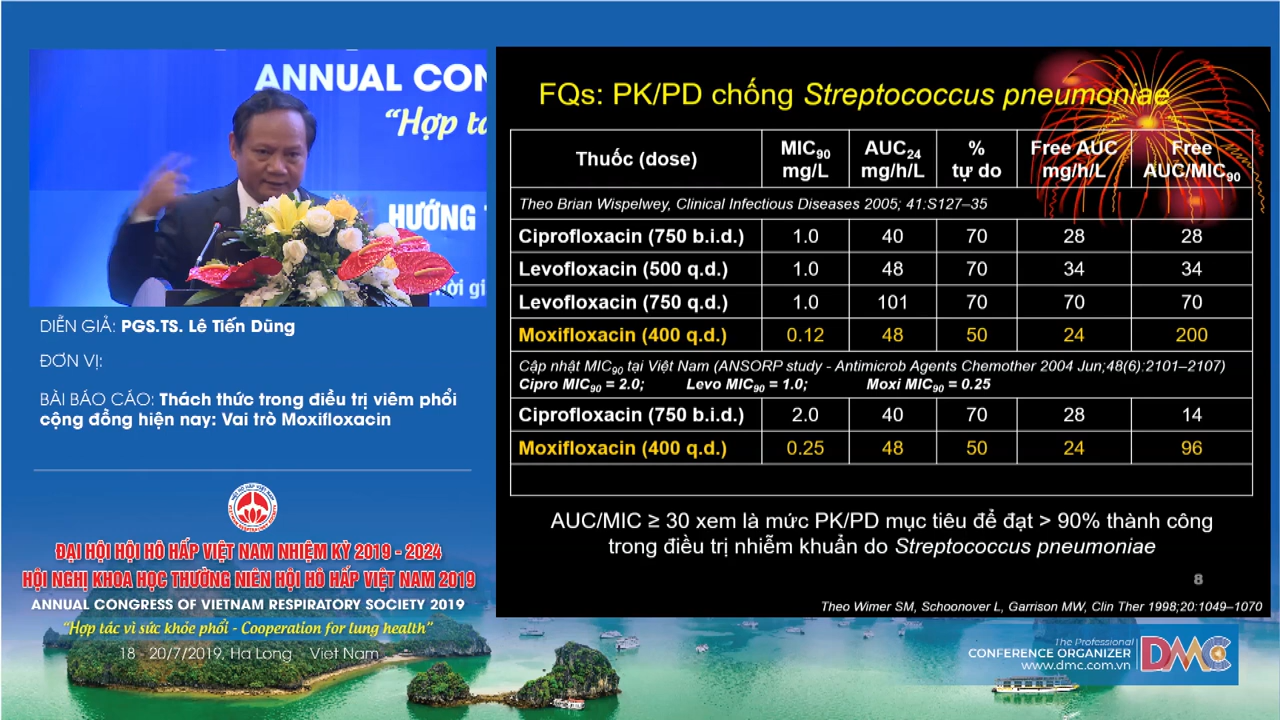 ANNUAL CON
“Hợp tá
HƯỚNG T
ời gi
DIỄN GIẢ: PGS.TS. Lê Tiến Dũng
ĐƠN VỊ:
BÀI BÁO CÁO: Thách thức trong điều trị viêm phổi
cộng đồng hiện nay: Vai trò Moxifloxacin
ĐẠI HỘI HỘI HÔ HẤP VIỆT NAM NHIỆM KỲ 2019 - 2024
HỘI NGHỊ KHOA HỌC THƯỜNG NIÊN HỘI HÔ HẤP VIỆT NAM 2019
ANNUAL CONGRESS OF VIETNAM RESPIRATORY SOCIETY 2019
“Hợp tác vì sức khỏe phổi - Cooperation for lung health”
18 - 20/7/2019, Ha Long Viet Nam
FQs: PK/PD chống Streptococcus pneumoniae
Thuốc (dose) MIC90 mg/L AUC24 mg/h/L % tự do Free AUC mg/h/L Free AUC/MIC90
Theo Brian Wispelwey, Clinical Infectious Diseases 2005; 41:S127–35
Ciprofloxacin (750 b.i.d.) 1.0 40 70 28 28
Levofloxacin (500 q.d.) 1.0 48 70 34 34
Levofloxacin (750 q.d.) 1.0 101 70 70 70
Moxifloxacin (400 q.d.) 0.12 48 50 24 200
Cập nhật MIC90 tại Việt Nam (ANSORP study - Antimicrob Agents Chemother 2004 Jun;48(6):2101–2107)
Cipro MIC90 = 2.0; Levo MIC90 = 1.0; Moxi MIC90 = 0.25
Ciprofloxacin (750 b.i.d.) 2.0 40 70 28 14
Moxifloxacin (400 q.d.) 0.25 48 50 24 96
AUC/MIC ≥ 30 xem là mức PK/PD mục tiêu để đạt > 90% thành công
trong điều trị nhiễm khuẩn do Streptococcus pneumoniae
8
Theo Wimer SM, Schoonover L, Garrison MW, Clin Ther 1998;20:1049–1070
The Professional
CONFERENCE ORGANIZER
www.dmc.com.vn
DMC